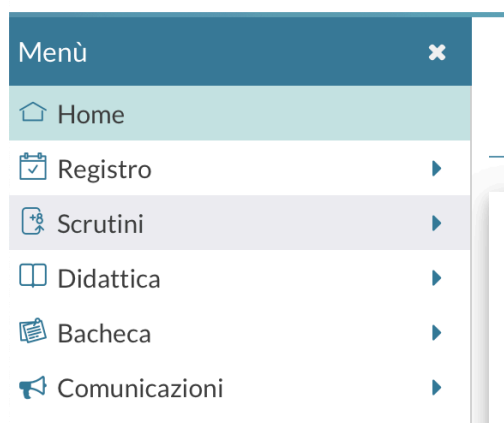 Menù
Home
Registro
Scrutini
Didattica
Bacheca
Comunicazioni